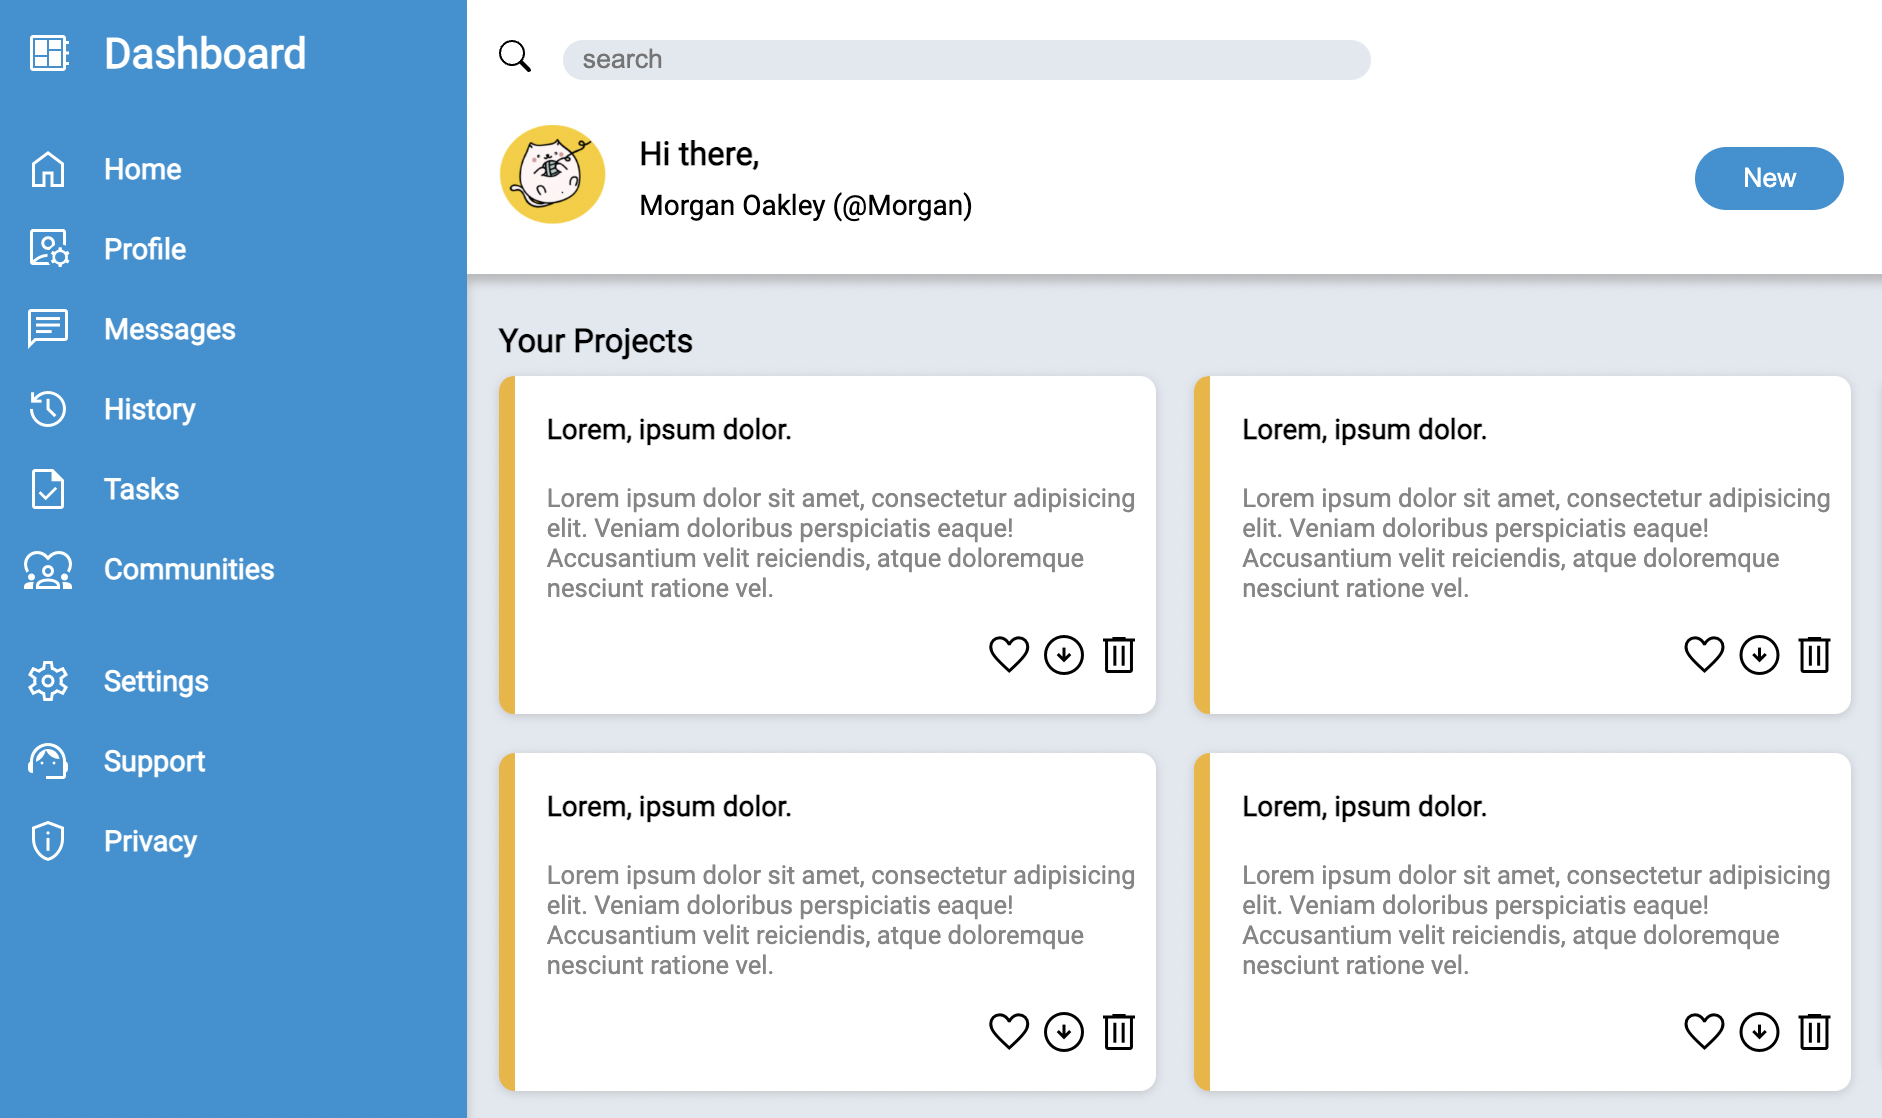 Dashboard
Home
Profile
Messages
History
Tasks
Communities
Settings
Support
Privacy
search
Hi there,
Morgan Oakley (@Morgan)
New
Your Projects
Lorem, ipsum dolor.
Lorem ipsum dolor sit amet, consectetur adipisicing
elit. Veniam doloribus perspiciatis eaque!
Accusantium velit reiciendis, atque doloremque
nesciunt ratione vel.
Lorem, ipsum dolor.
Lorem ipsum dolor sit amet, consectetur adipisicing
elit. Veniam doloribus perspiciatis eaque!
Accusantium velit reiciendis, atque doloremque
nesciunt ratione vel.
Lorem, ipsum dolor.
Lorem ipsum dolor sit amet, consectetur adipisicing
elit. Veniam doloribus perspiciatis eaque!
Accusantium velit reiciendis, atque doloremque
nesciunt ratione vel.
Lorem, ipsum dolor.
Lorem ipsum dolor sit amet, consectetur adipisicing
elit. Veniam doloribus perspiciatis eaque!
Accusantium velit reiciendis, atque doloremque
nesciunt ratione vel.